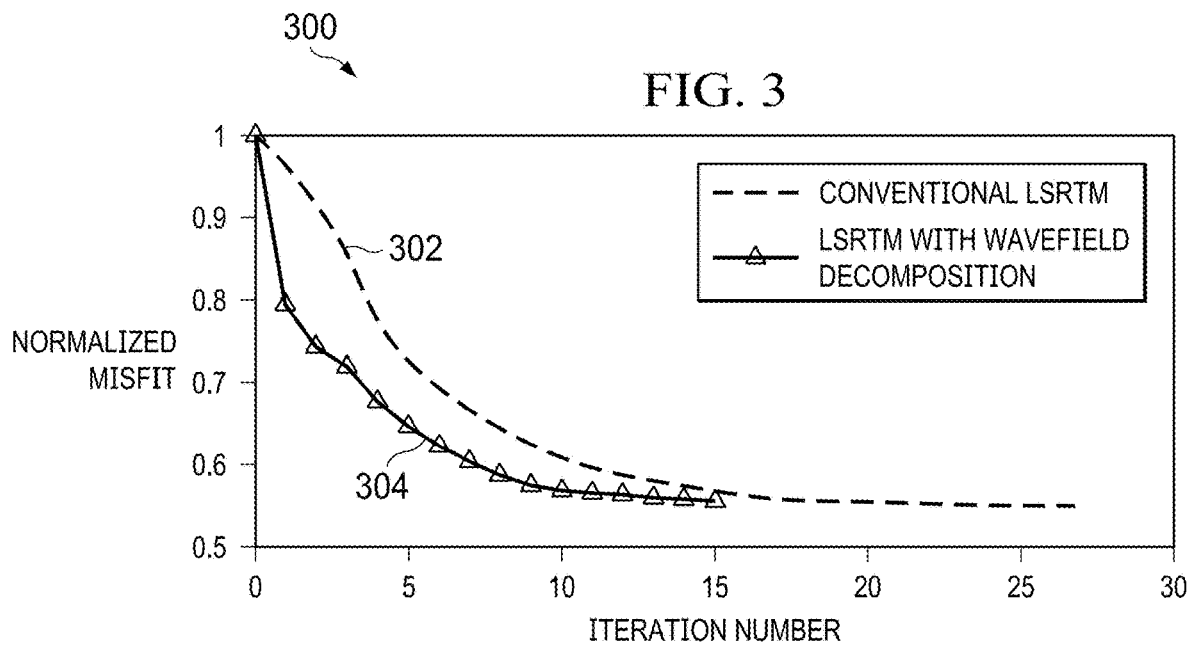 300
FIG. 3
1
0.9
0.8
0.7
0.6
0.5
NORMALIZED
MISFIT
302
304
CONVENTIONAL LSRTM
LSRTM WITH WAVEFIELD
DECOMPOSITION
0 5 10 15 20 25 30
ITERATION NUMBER